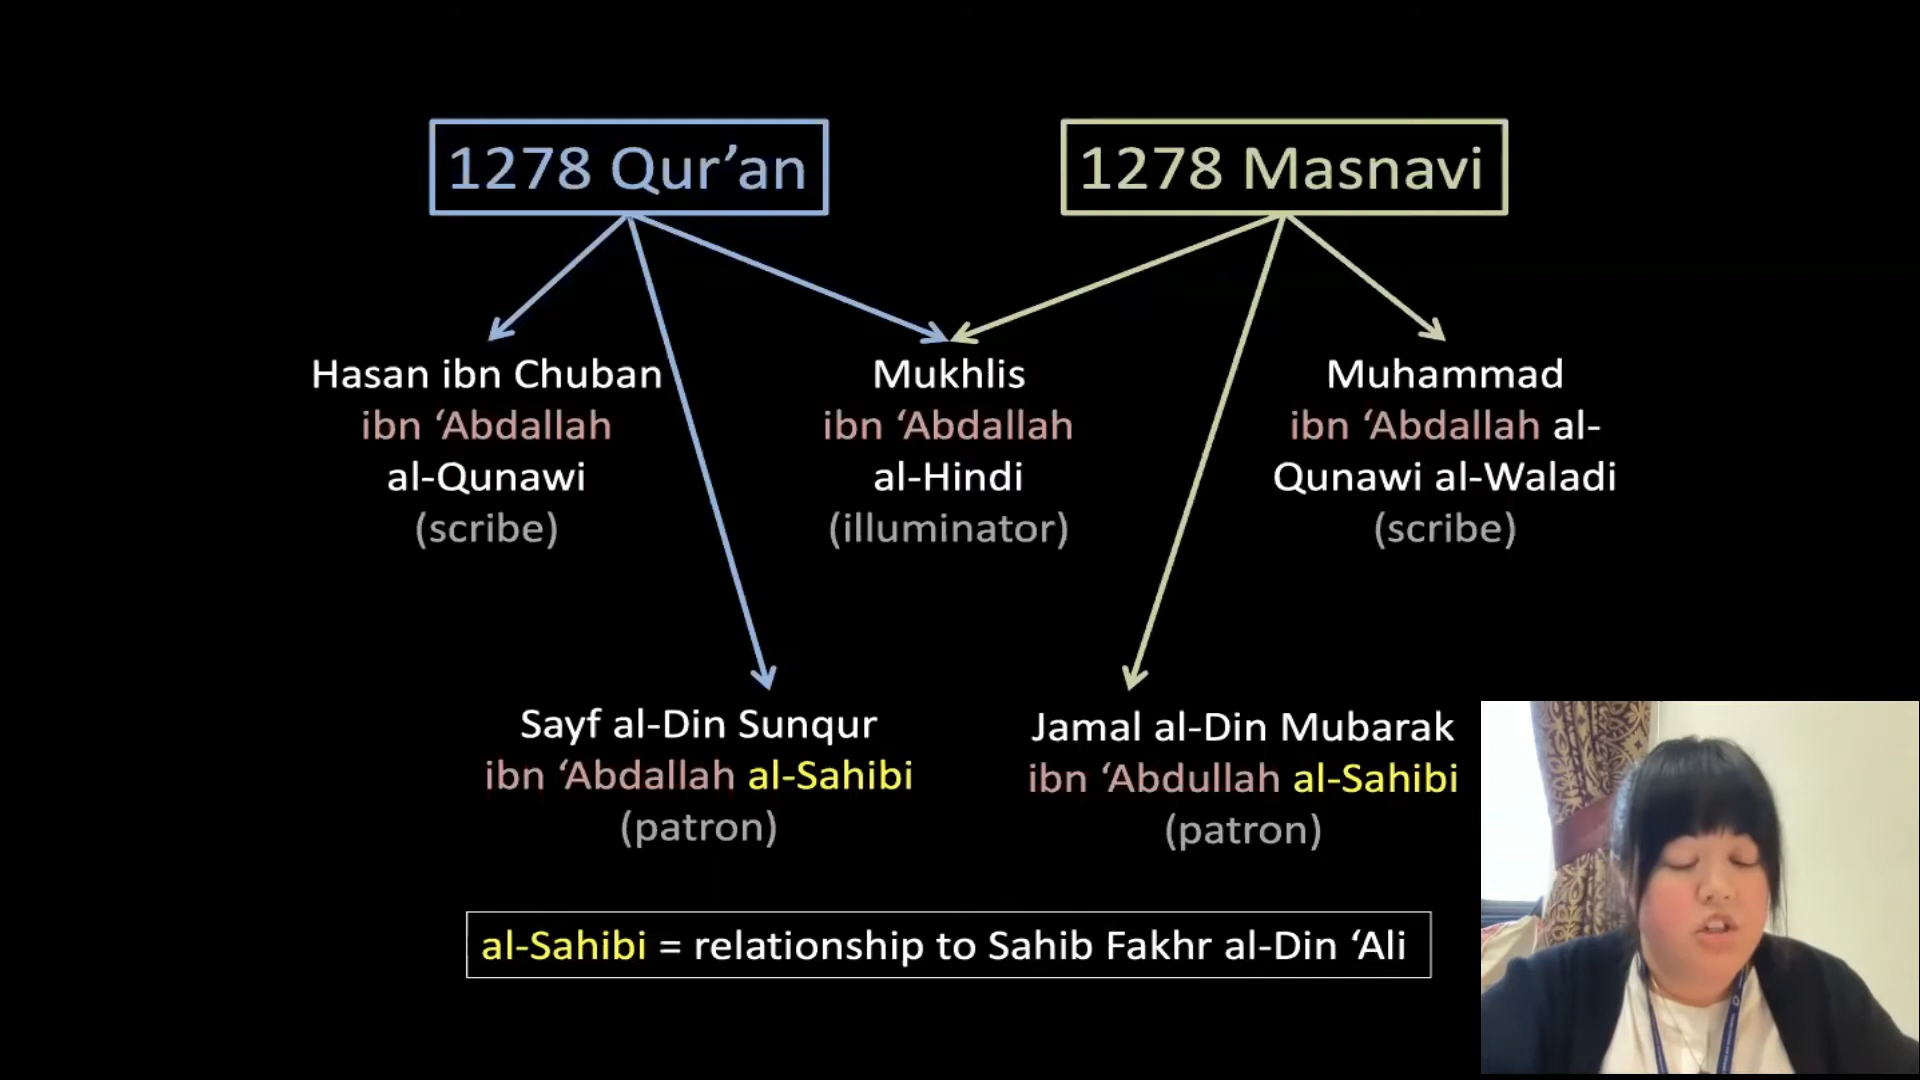 1278 Qur’an
1278 Masnavi
Hasan ibn Chuban
ibn ‘Abdallah
al-Qunawi
(scribe)
Mukhlis
ibn ‘Abdallah
al-Hindi
(illuminator)
Muhammad
ibn ‘Abdallah al-
Qunawi al-Waladi
(scribe)
Sayf al-Din Sunqur
ibn ‘Abdallah al-Sahibi
(patron)
Jamal al-Din Mubarak
ibn ‘Abdullah al-Sahibi
(patron)
al-Sahibi = relationship to Sahib Fakhr al-Din ‘Ali